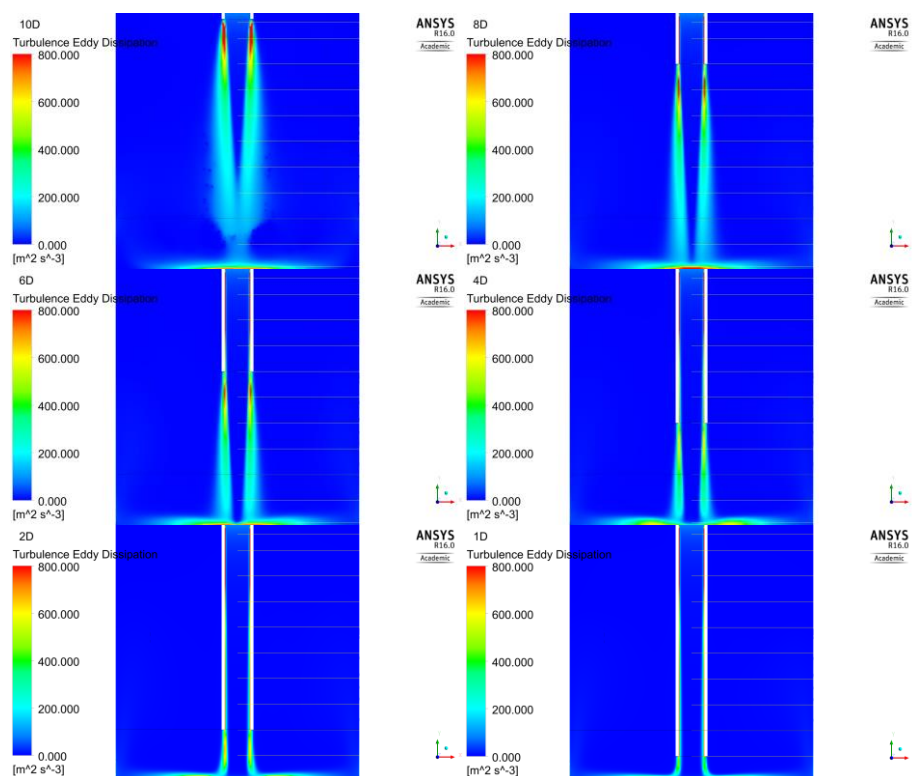 10D
Turbulence Eddy Dissipation
800.000
600.000
400.000
200.000
0.000
[m^2 s^-3]
ANSYS
R16.0
Academic
8D
Turbulence Eddy Dissipation
800.000
600.000
400.000
200.000
0.000
[m^2 s^-3]
ANSYS
R16.0
Academic
6D
Turbulence Eddy Dissipation
800.000
600.000
400.000
200.000
0.000
[m^2 s^-3]
ANSYS
R16.0
Academic
4D
Turbulence Eddy Dissipation
800.000
600.000
400.000
200.000
0.000
[m^2 s^-3]
ANSYS
R16.0
Academic
2D
Turbulence Eddy Dissipation
800.000
600.000
400.000
200.000
0.000
[m^2 s^-3]
ANSYS
R16.0
Academic
1D
Turbulence Eddy Dissipation
800.000
600.000
400.000
200.000
0.000
[m^2 s^-3]
ANSYS
R16.0
Academic